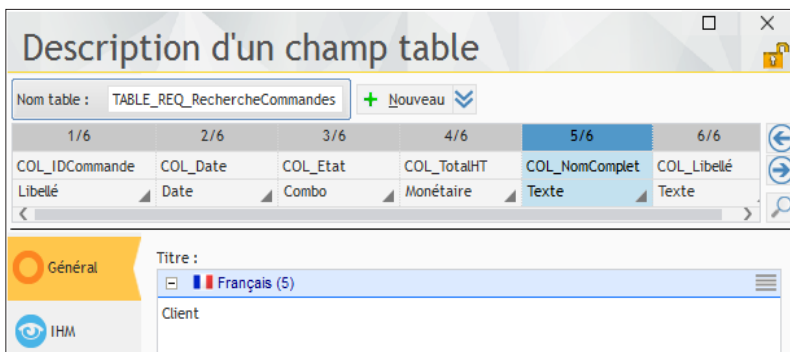 Description d'un champ table
Nom table : TABLE_REQ_RechercheCommandes + Nouveau
1/6 2/6 3/6 4/6 5/6 6/6
COL_IDCommande COL_Date COL_Etat COL_TotalHT COL_NomComplet COL_Libellé
Libellé Date Combo Monétaire Texte Texte
Général
Titre :
Français (5)
Client
IHM